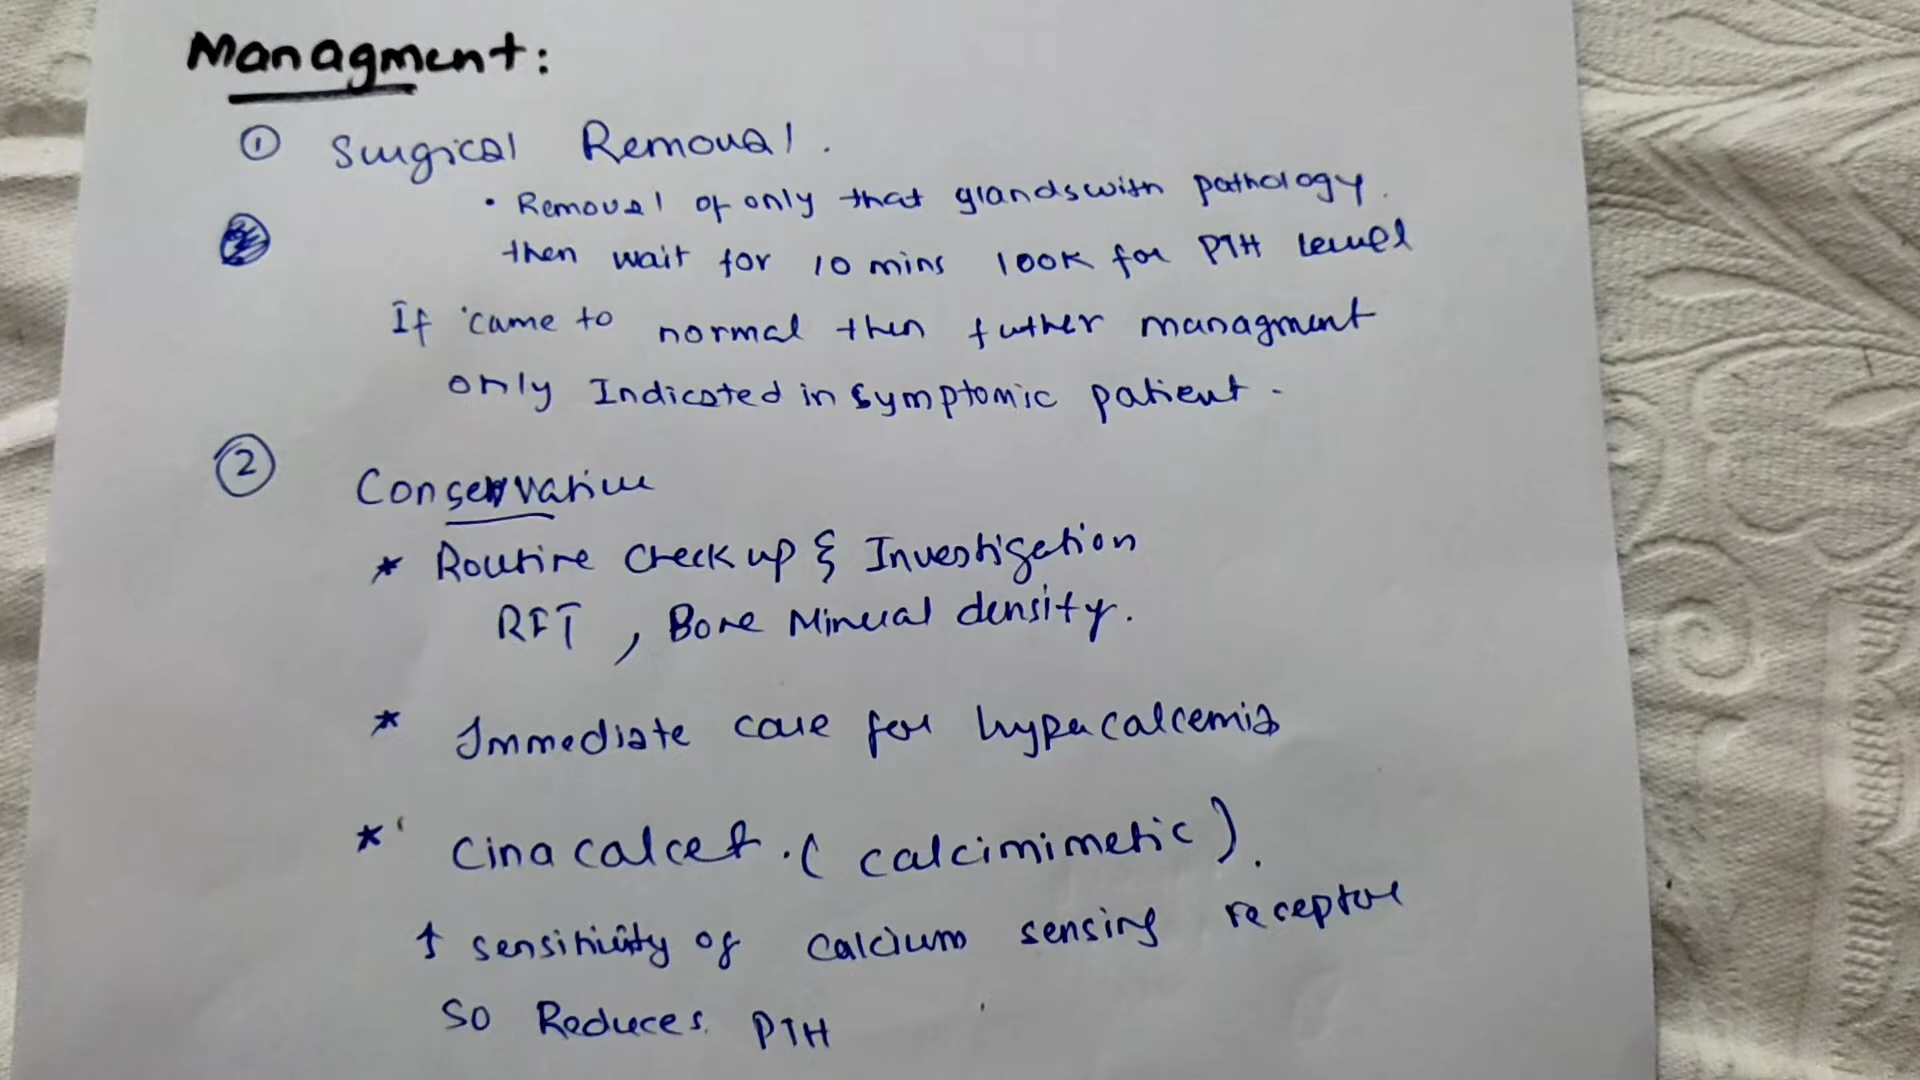 Managment:
① Surgical Removal.
• Removal of only that glands with pathology.
then wait for 10 mins look for PTH level
If came to normal then futher managment
only Indicated in symptomic patient.
② Conservative
* Routine check up & Investigation
RFT, Bone Mineral density.
* Immediate care for hypercalcemia
* Cinacalcet. (calcimimetic).
↑ sensitivity of calcium sensing receptor
so Reduces PTH